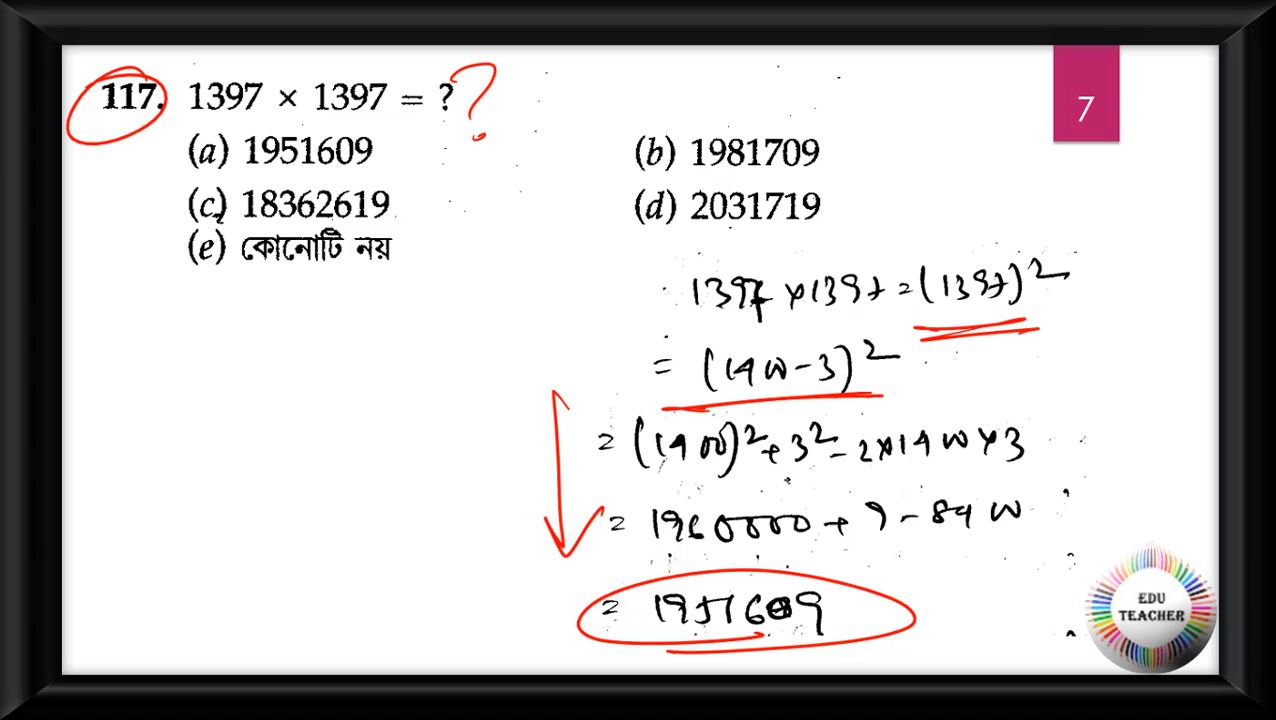 117. 1397 × 1397 = ? ?
7
(a) 1951609
(b) 1981709
(c) 18362619
(d) 2031719
(e) কোনোটি নয়
1397 × 1397 = (1397)²
= (1400-3)²
= (1400)² + 3² - 2×1400×3
= 1960000 + 9 - 8400
= 1951609
EDU
TEACHER